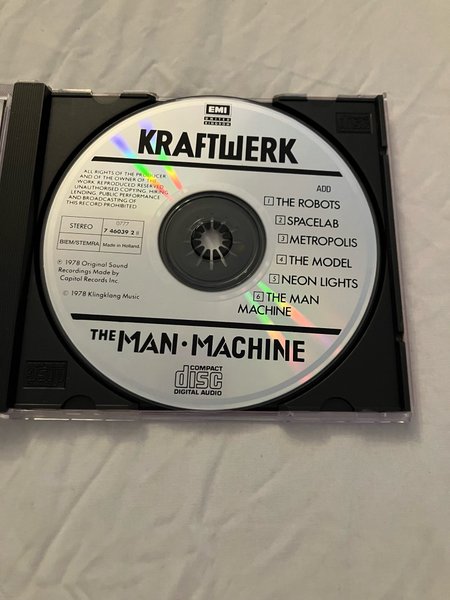 EMI
UNITED
KINGDOM
KRAFTWERK
ALL RIGHTS OF THE PRODUCER
AND OF THE OWNER OF THE
WORK REPRODUCED RESERVED
UNAUTHORISED COPYING, HIRING,
LENDING, PUBLIC PERFORMANCE
AND BROADCASTING OF
THIS RECORD PROHIBITED
ADD
1 THE ROBOTS
2 SPACELAB
3 METROPOLIS
4 THE MODEL
5 NEON LIGHTS
6 THE MAN
MACHINE
0777
STEREO 7 46039 2
BIEM/STEMRA Made in Holland.
℗ 1978 Original Sound
Recordings Made by
Capitol Records Inc.
© 1978 Klingklang Music
THE MAN·MACHINE
COMPACT
disc
DIGITAL AUDIO